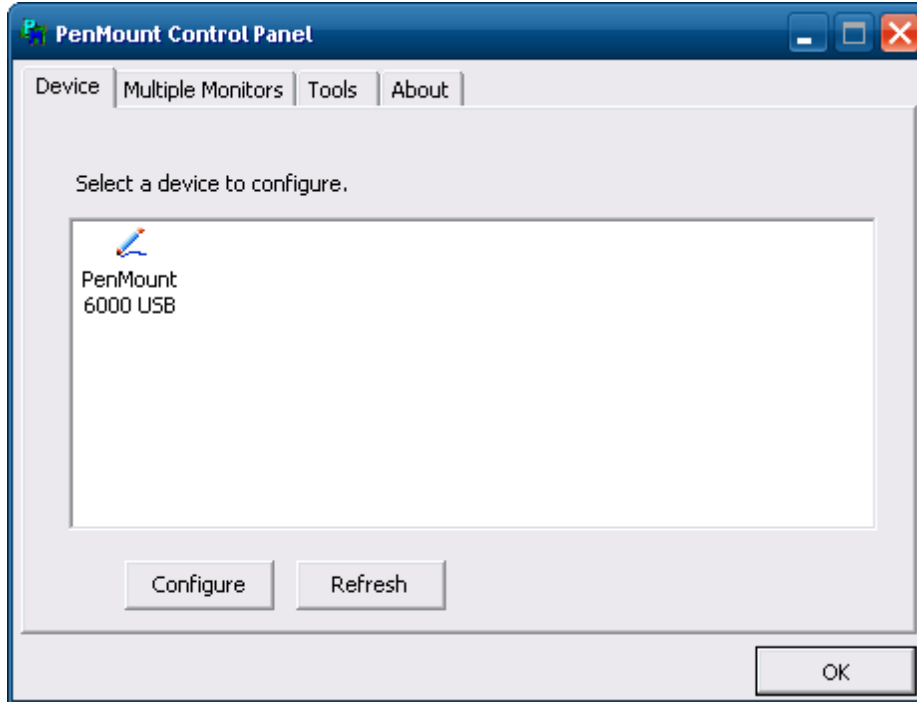 PenMount Control Panel
Device Multiple Monitors Tools About
Select a device to configure.
PenMount
6000 USB
Configure Refresh
OK